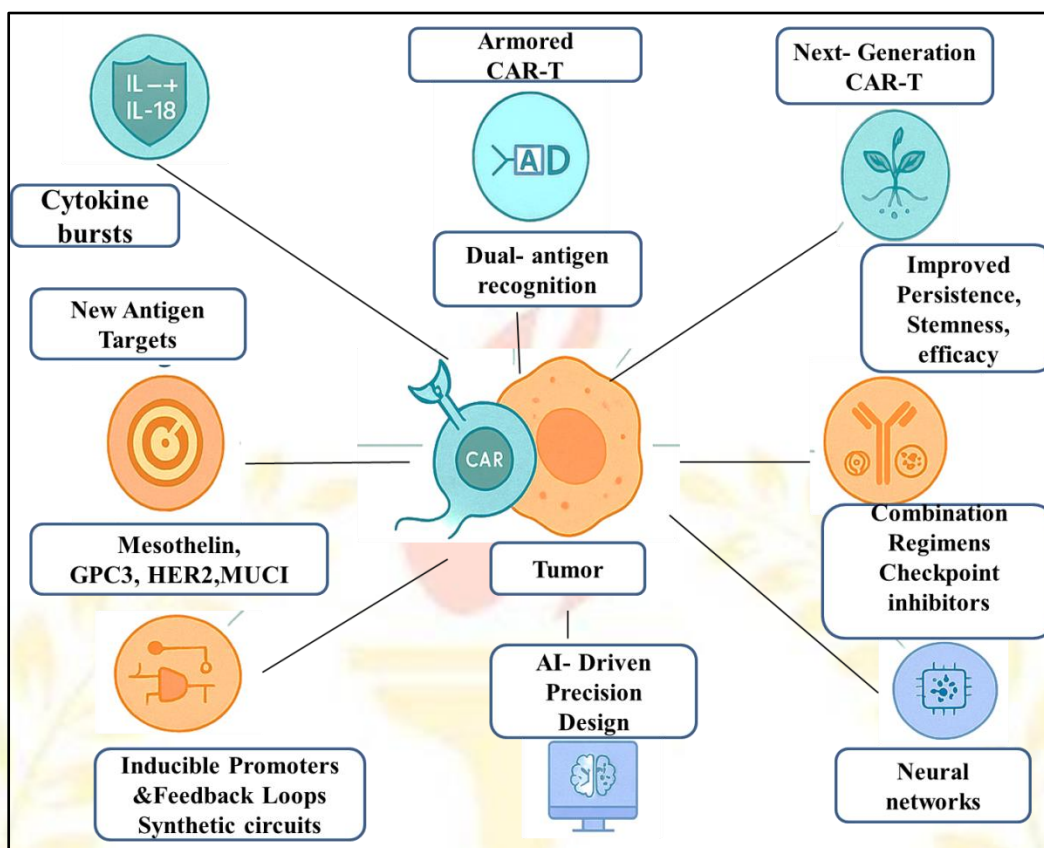 IL–+
IL-18
Cytokine
bursts
Armored
CAR-T
AD
Dual- antigen
recognition
Next- Generation
CAR-T
Improved
Persistence,
Stemness,
efficacy
New Antigen
Targets
Mesothelin,
GPC3, HER2,MUCI
CAR
Tumor
Combination
Regimens
Checkpoint
inhibitors
Inducible Promoters
&Feedback Loops
Synthetic circuits
AI- Driven
Precision
Design
Neural
networks